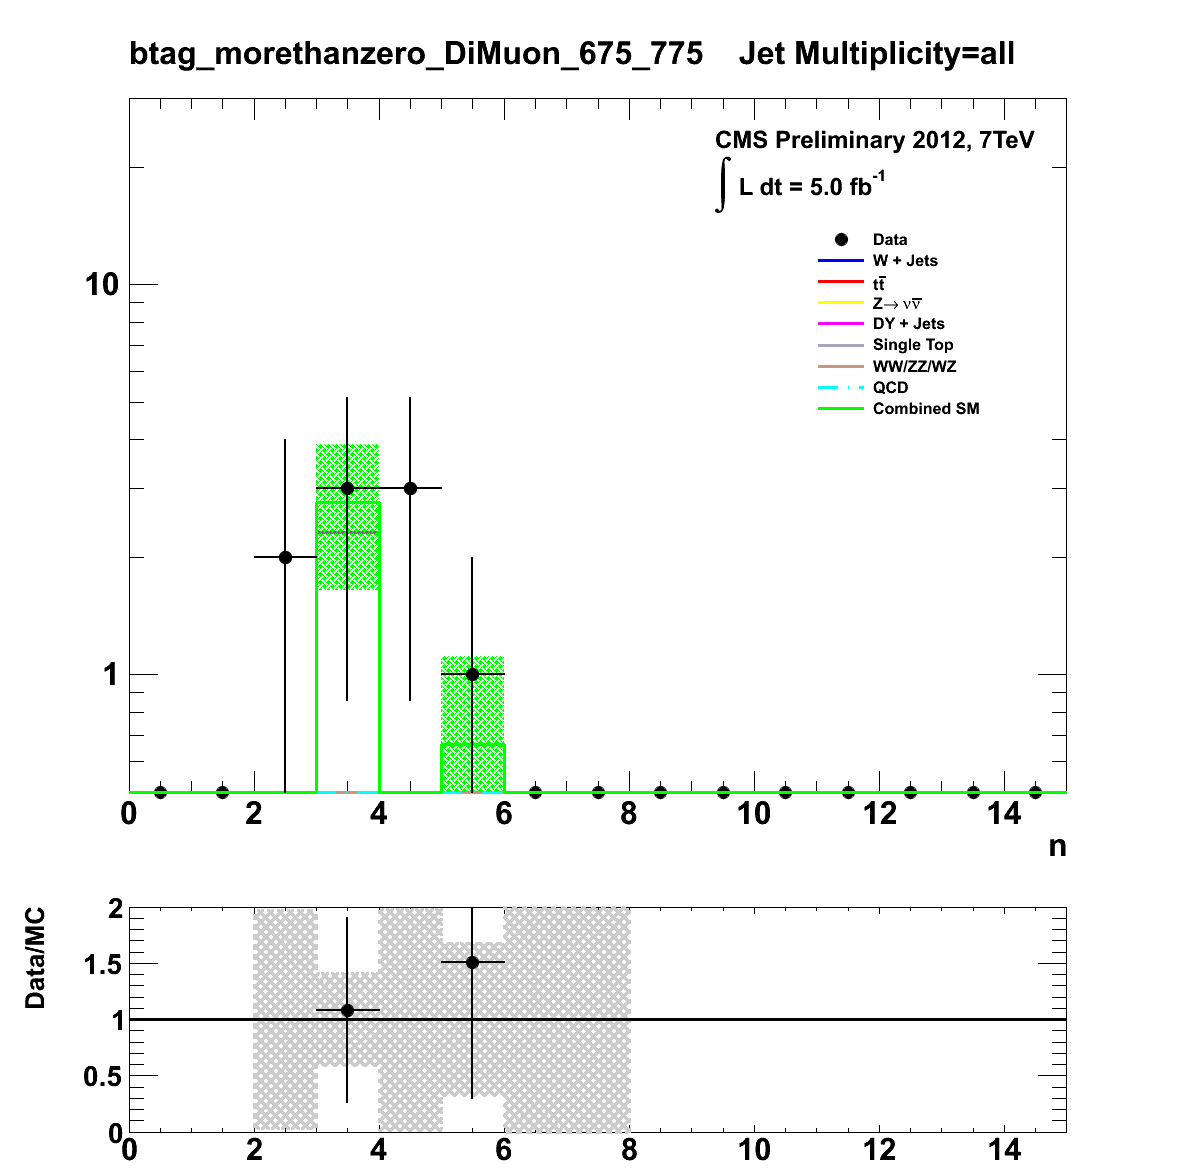 btag_morethanzero_DiMuon_675_775 Jet Multiplicity=all
CMS Preliminary 2012, 7TeV
∫ L dt = 5.0 fb-1
Data
W + Jets
tt̅
Z→ νν̅
DY + Jets
Single Top
WW/ZZ/WZ
QCD
Combined SM
10
1
0 2 4 6 8 10 12 14
n
Data/MC
2
1.5
1
0.5
0
0 2 4 6 8 10 12 14